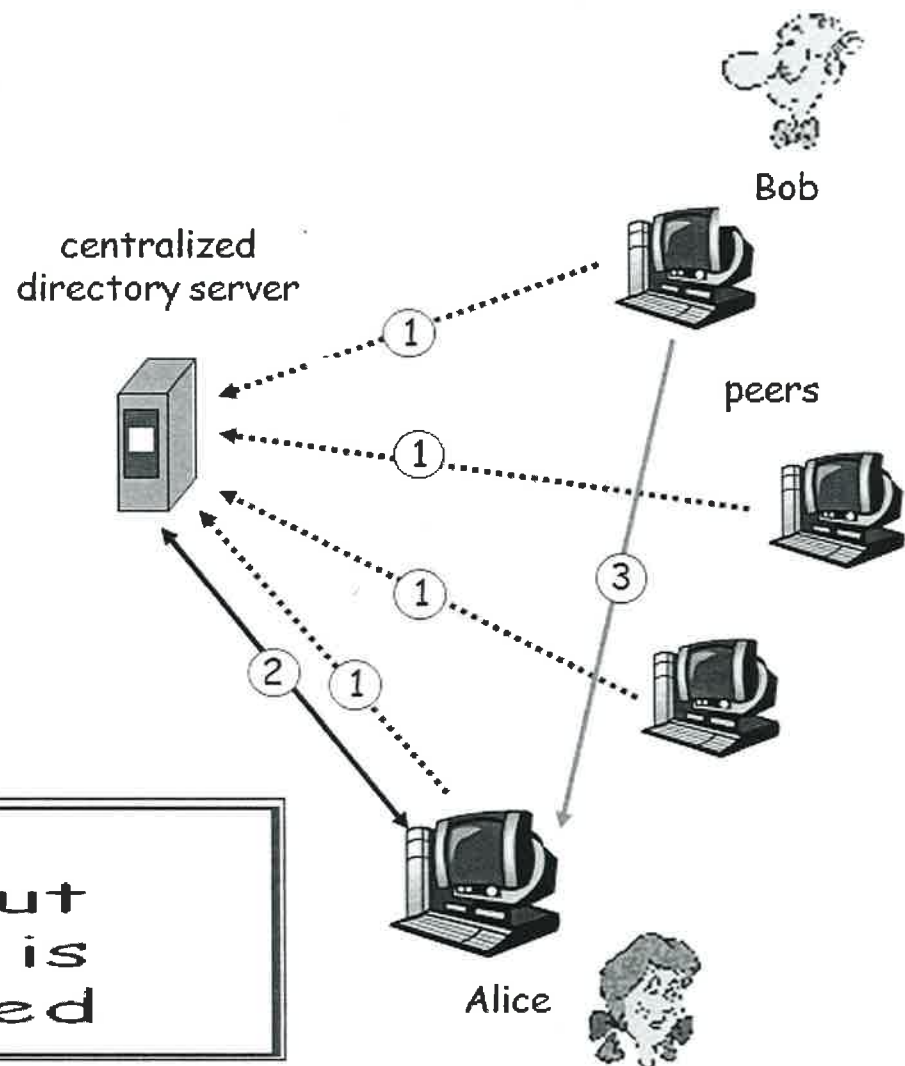 Bob
centralized
directory server
1
peers
1
3
1
2
1
ut
is
ed
Alice